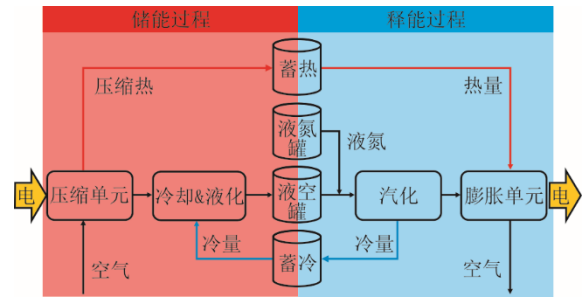 储能过程
释能过程
蓄热
压缩热
热量
液氮
罐
液氮
电
压缩单元
冷却&液化
液空
罐
汽化
膨胀单元
电
冷量
冷量
蓄冷
空气
空气